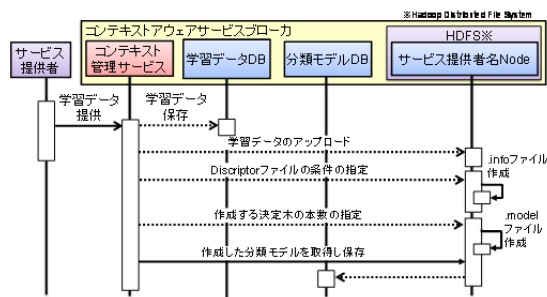 ※Hadoop Distributed File System
コンテキストアウェアサービスブローカ
HDFS※
サービス
提供者
コンテキスト
管理サービス
学習データDB
分類モデルDB
サービス提供者名Node
学習データ
提供
学習データ
保存
学習データのアップロード
.infoファイル
作成
Discriptorファイルの条件の指定
作成する決定木の本数の指定
.model
ファイル
作成
作成した分類モデルを取得し保存